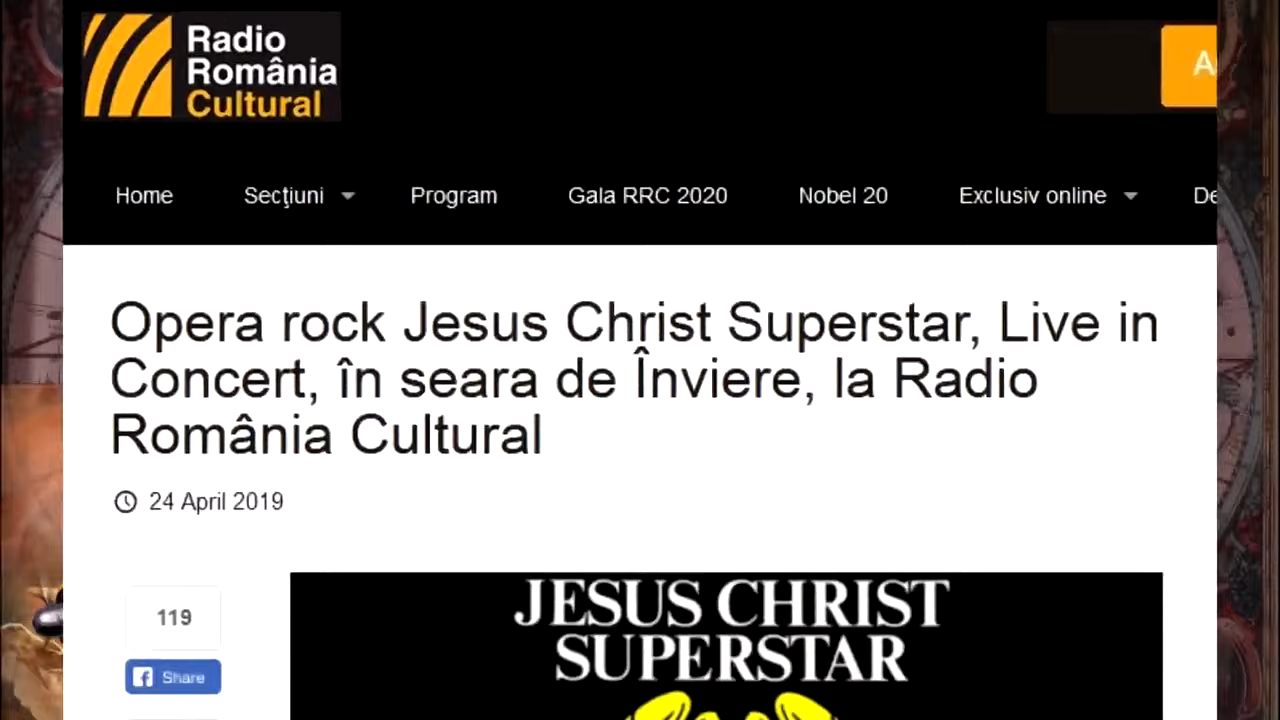 Radio
România
Cultural
Home
Secţiuni
Program
Gala RRC 2020
Nobel 20
Exclusiv online
Opera rock Jesus Christ Superstar, Live in
Concert, în seara de Înviere, la Radio
România Cultural
24 April 2019
119
Share
JESUS CHRIST
SUPERSTAR